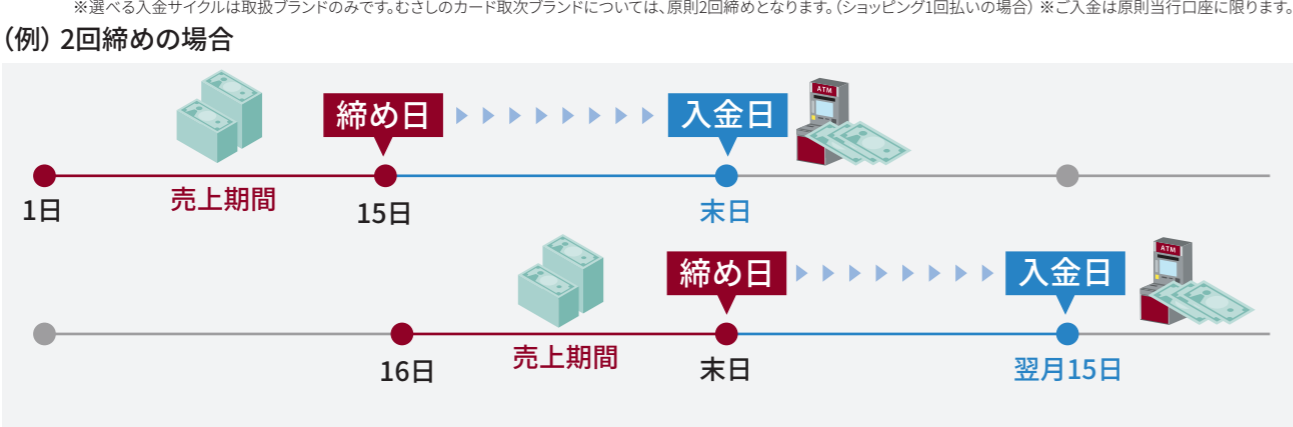 ※選べる入金サイクルは取扱ブランドのみです。むさしのカード取次ブランドについては、原則2回締めとなります。(ショッピング1回払いの場合) ※ご入金は原則当行口座に限ります。
(例) 2回締めの場合
締め日
入金日
ATM
1日
売上期間
15日
末日
締め日
入金日
ATM
16日
売上期間
末日
翌月15日